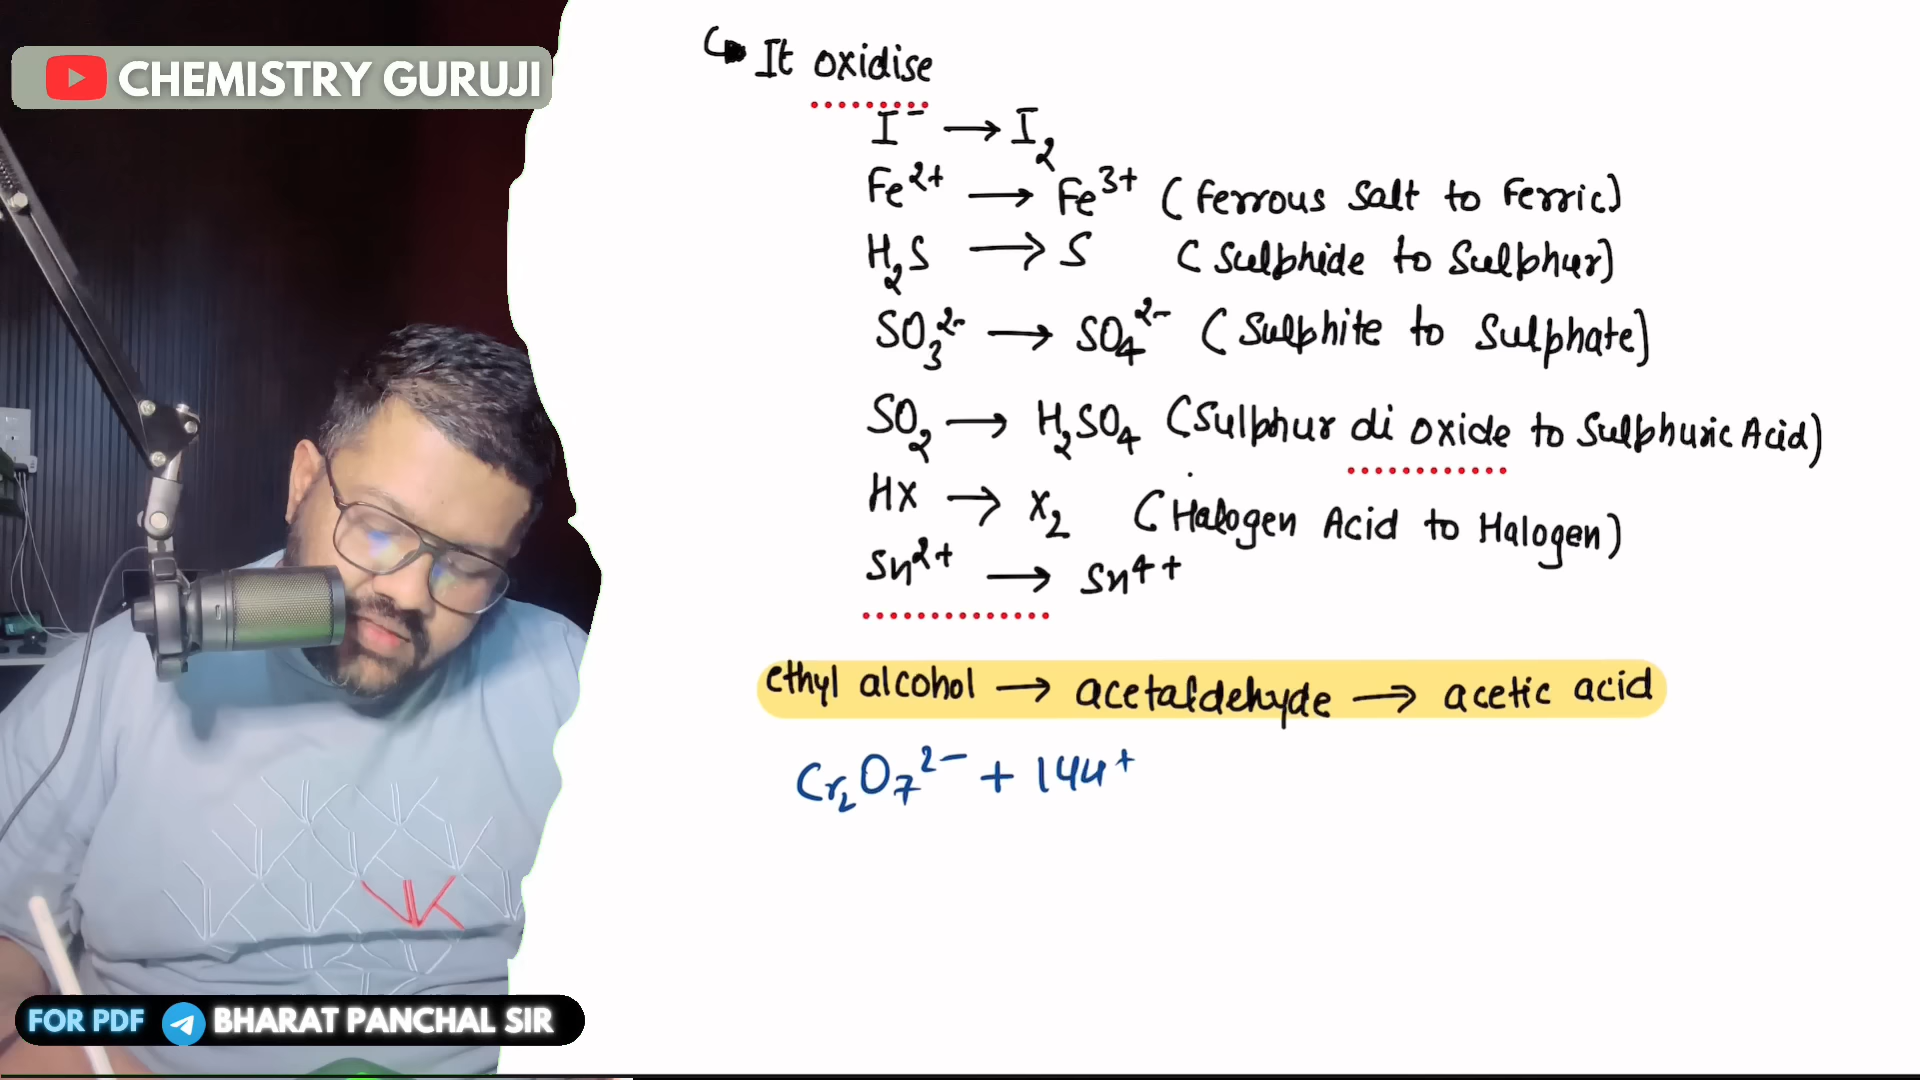 CHEMISTRY GURUJI
↪ It oxidise
I⁻ → I₂
Fe²⁺ → Fe³⁺ (Ferrous Salt to Ferric)
H₂S → S (Sulphide to Sulphur)
SO₃²⁻ → SO₄²⁻ (Sulphite to Sulphate)
SO₂ → H₂SO₄ (Sulphur di oxide to Sulphuric Acid)
HX → X₂ (Halogen Acid to Halogen)
Sn²⁺ → Sn⁴⁺
ethyl alcohol → acetaldehyde → acetic acid
Cr₂O₇²⁻ + 14H⁺
FOR PDF BHARAT PANCHAL SIR